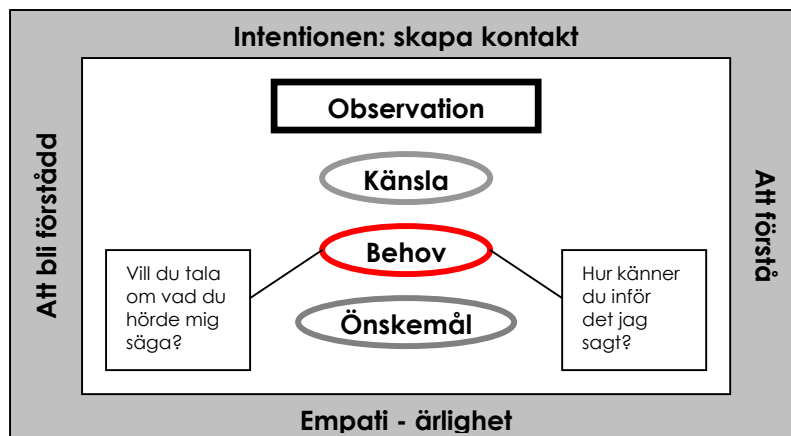 Intentionen: skapa kontakt
Observation
Känsla
Behov
Önskemål
Att bli förstådd
Vill du tala
om vad du
hörde mig
säga?
Hur känner
du inför
det jag
sagt?
Att förstå
Empati - ärlighet